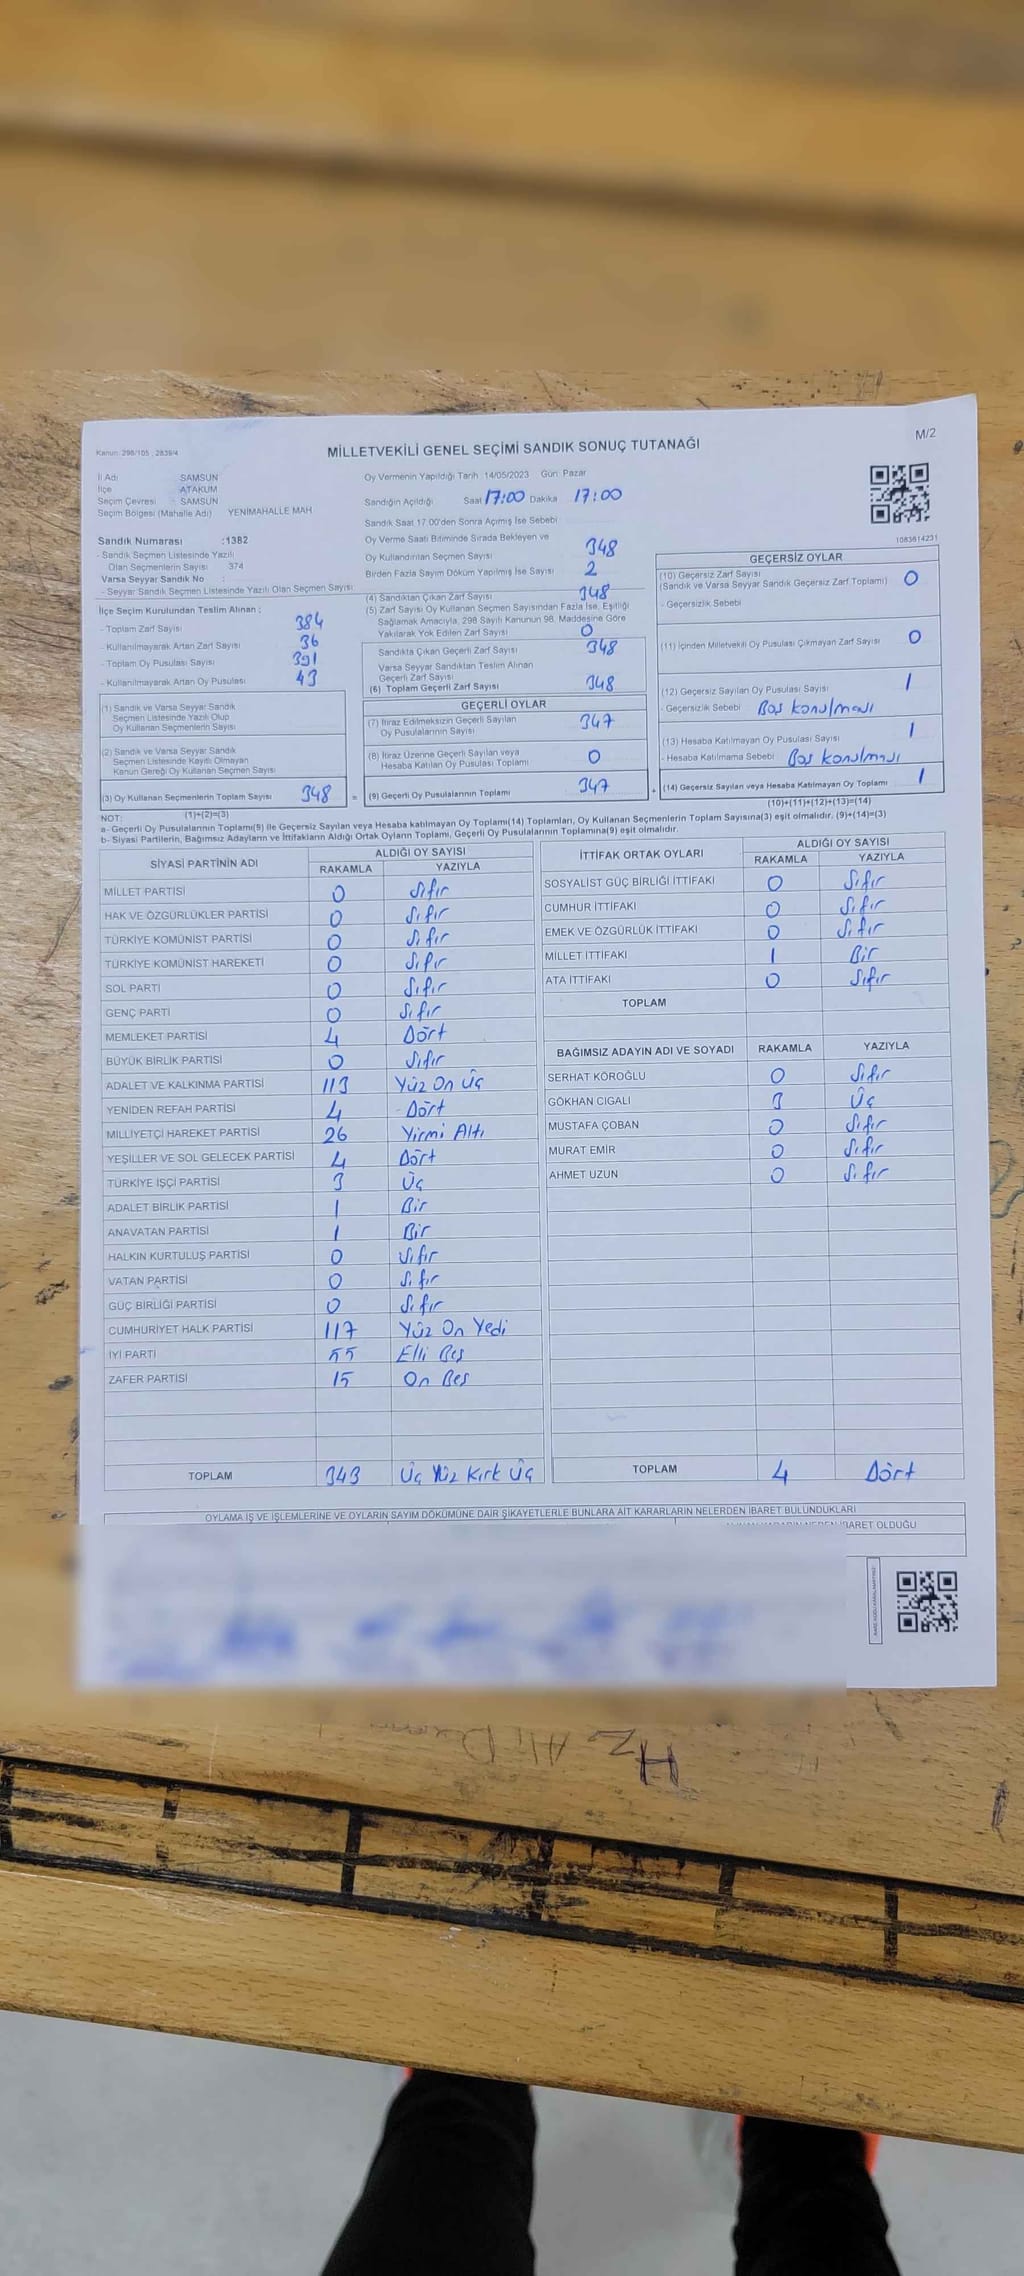 M/2
Kanun: 298/105 ; 2839/4
MİLLETVEKİLİ GENEL SEÇİMİ SANDIK SONUÇ TUTANAĞI
İl Adı : SAMSUN
İlçe : ATAKUM
Seçim Çevresi : SAMSUN
Seçim Bölgesi (Mahalle Adı) YENİMAHALLE MAH
Sandık Numarası :1382
- Sandık Seçmen Listesinde Yazılı
Olan Seçmenlerin Sayısı 374
Varsa Seyyar Sandık No :
- Seyyar Sandık Seçmen Listesinde Yazılı Olan Seçmen Sayısı
Oy Vermenin Yapıldığı Tarih 14/05/2023 Gün: Pazar
Sandığın Açıldığı Saat 17:00 Dakika 17:00
Sandık Saat 17.00'den Sonra Açımış İse Sebebi
Oy Verme Saati Bitiminde Sırada Bekleyen ve
Oy Kullandırılan Seçmen Sayısı 348
Birden Fazla Sayım Döküm Yapılmış İse Sayısı 2
1083614231
İlçe Seçim Kurulundan Teslim Alınan ;
- Toplam Zarf Sayısı 384
- Kullanılmayarak Artan Zarf Sayısı 36
- Toplam Oy Pusulası Sayısı 391
- Kullanılmayarak Artan Oy Pusulası 43
(4) Sandıktan Çıkan Zarf Sayısı 348
(5) Zarf Sayısı Oy Kullanan Seçmen Sayısından Fazla İse, Eşitliği
Sağlamak Amacıyla, 298 Sayılı Kanunun 98. Maddesine Göre
Yakılarak Yok Edilen Zarf Sayısı 0
Sandıkta Çıkan Geçerli Zarf Sayısı 348
Varsa Seyyar Sandıktan Teslim Alınan
Geçerli Zarf Sayısı
(6) Toplam Geçerli Zarf Sayısı 348
(1) Sandık ve Varsa Seyyar Sandık
Seçmen Listesinde Yazılı Olup
Oy Kullanan Seçmenlerin Sayısı
(2) Sandık ve Varsa Seyyar Sandık
Seçmen Listesinde Kayıtlı Olmayan
Kanun Gereği Oy Kullanan Seçmen Sayısı
(3) Oy Kullanan Seçmenlerin Toplam Sayısı 348 =
(1)+(2)=(3)
GEÇERLİ OYLAR
(7) İtiraz Edilmeksizin Geçerli Sayılan
Oy Pusulalarının Sayısı 347
(8) İtiraz Üzerine Geçerli Sayılan veya
Hesaba Katılan Oy Pusulası Toplamı 0
(9) Geçerli Oy Pusulalarının Toplamı 347 +
GEÇERSİZ OYLAR
(10) Geçersiz Zarf Sayısı
(Sandık ve Varsa Seyyar Sandık Geçersiz Zarf Toplamı) 0
- Geçersizlik Sebebi
(11) İçinden Milletvekili Oy Pusulası Çıkmayan Zarf Sayısı 0
(12) Geçersiz Sayılan Oy Pusulası Sayısı 1
- Geçersizlik Sebebi Boş konulması
(13) Hesaba Katılmayan Oy Pusulası Sayısı 1
- Hesaba Katılmama Sebebi Boş konulması
(14) Geçersiz Sayılan veya Hesaba Katılmayan Oy Toplamı 1
(10)+(11)+(12)+(13)=(14)
NOT:
a- Geçerli Oy Pusulalarının Toplamı(9) ile Geçersiz Sayılan veya Hesaba katılmayan Oy Toplamı(14) Toplamları, Oy Kullanan Seçmenlerin Toplam Sayısına(3) eşit olmalıdır. (9)+(14)=(3)
b- Siyasi Partilerin, Bağımsız Adayların ve İttifakların Aldığı Ortak Oyların Toplamı, Geçerli Oy Pusulalarının Toplamına(9) eşit olmalıdır.
SİYASİ PARTİNİN ADI ALDIĞI OY SAYISI
RAKAMLA YAZIYLA
MİLLET PARTİSİ 0 Sıfır
HAK VE ÖZGÜRLÜKLER PARTİSİ 0 Sıfır
TÜRKİYE KOMÜNİST PARTİSİ 0 Sıfır
TÜRKİYE KOMÜNİST HAREKETİ 0 Sıfır
SOL PARTİ 0 Sıfır
GENÇ PARTİ 0 Sıfır
MEMLEKET PARTİSİ 4 Dört
BÜYÜK BİRLİK PARTİSİ 0 Sıfır
ADALET VE KALKINMA PARTİSİ 113 Yüz On Üç
YENİDEN REFAH PARTİSİ 4 Dört
MİLLİYETÇİ HAREKET PARTİSİ 26 Yirmi Altı
YEŞİLLER VE SOL GELECEK PARTİSİ 4 Dört
TÜRKİYE İŞÇİ PARTİSİ 3 Üç
ADALET BİRLİK PARTİSİ 1 Bir
ANAVATAN PARTİSİ 1 Bir
HALKIN KURTULUŞ PARTİSİ 0 Sıfır
VATAN PARTİSİ 0 Sıfır
GÜÇ BİRLİĞİ PARTİSİ 0 Sıfır
CUMHURİYET HALK PARTİSİ 117 Yüz On Yedi
İYİ PARTİ 55 Elli Beş
ZAFER PARTİSİ 15 On Beş
TOPLAM 343 Üç Yüz Kırk Üç
İTTİFAK ORTAK OYLARI ALDIĞI OY SAYISI
RAKAMLA YAZIYLA
SOSYALİST GÜÇ BİRLİĞİ İTTİFAKI 0 Sıfır
CUMHUR İTTİFAKI 0 Sıfır
EMEK VE ÖZGÜRLÜK İTTİFAKI 0 Sıfır
MİLLET İTTİFAKI 1 Bir
ATA İTTİFAKI 0 Sıfır
TOPLAM
BAĞIMSIZ ADAYIN ADI VE SOYADI RAKAMLA YAZIYLA
SERHAT KÖROĞLU 0 Sıfır
GÖKHAN CIGALI 3 Üç
MUSTAFA ÇOBAN 0 Sıfır
MURAT EMİR 0 Sıfır
AHMET UZUN 0 Sıfır
TOPLAM 4 Dört
OYLAMA İŞ VE İŞLEMLERİNE VE OYLARIN SAYIM DÖKÜMÜNE DAİR ŞİKAYETLERLE BUNLARA AİT KARARLARIN NELERDEN İBARET BULUNDUKLARI
NEDEN İBARET OLDUĞU
Hz Ali